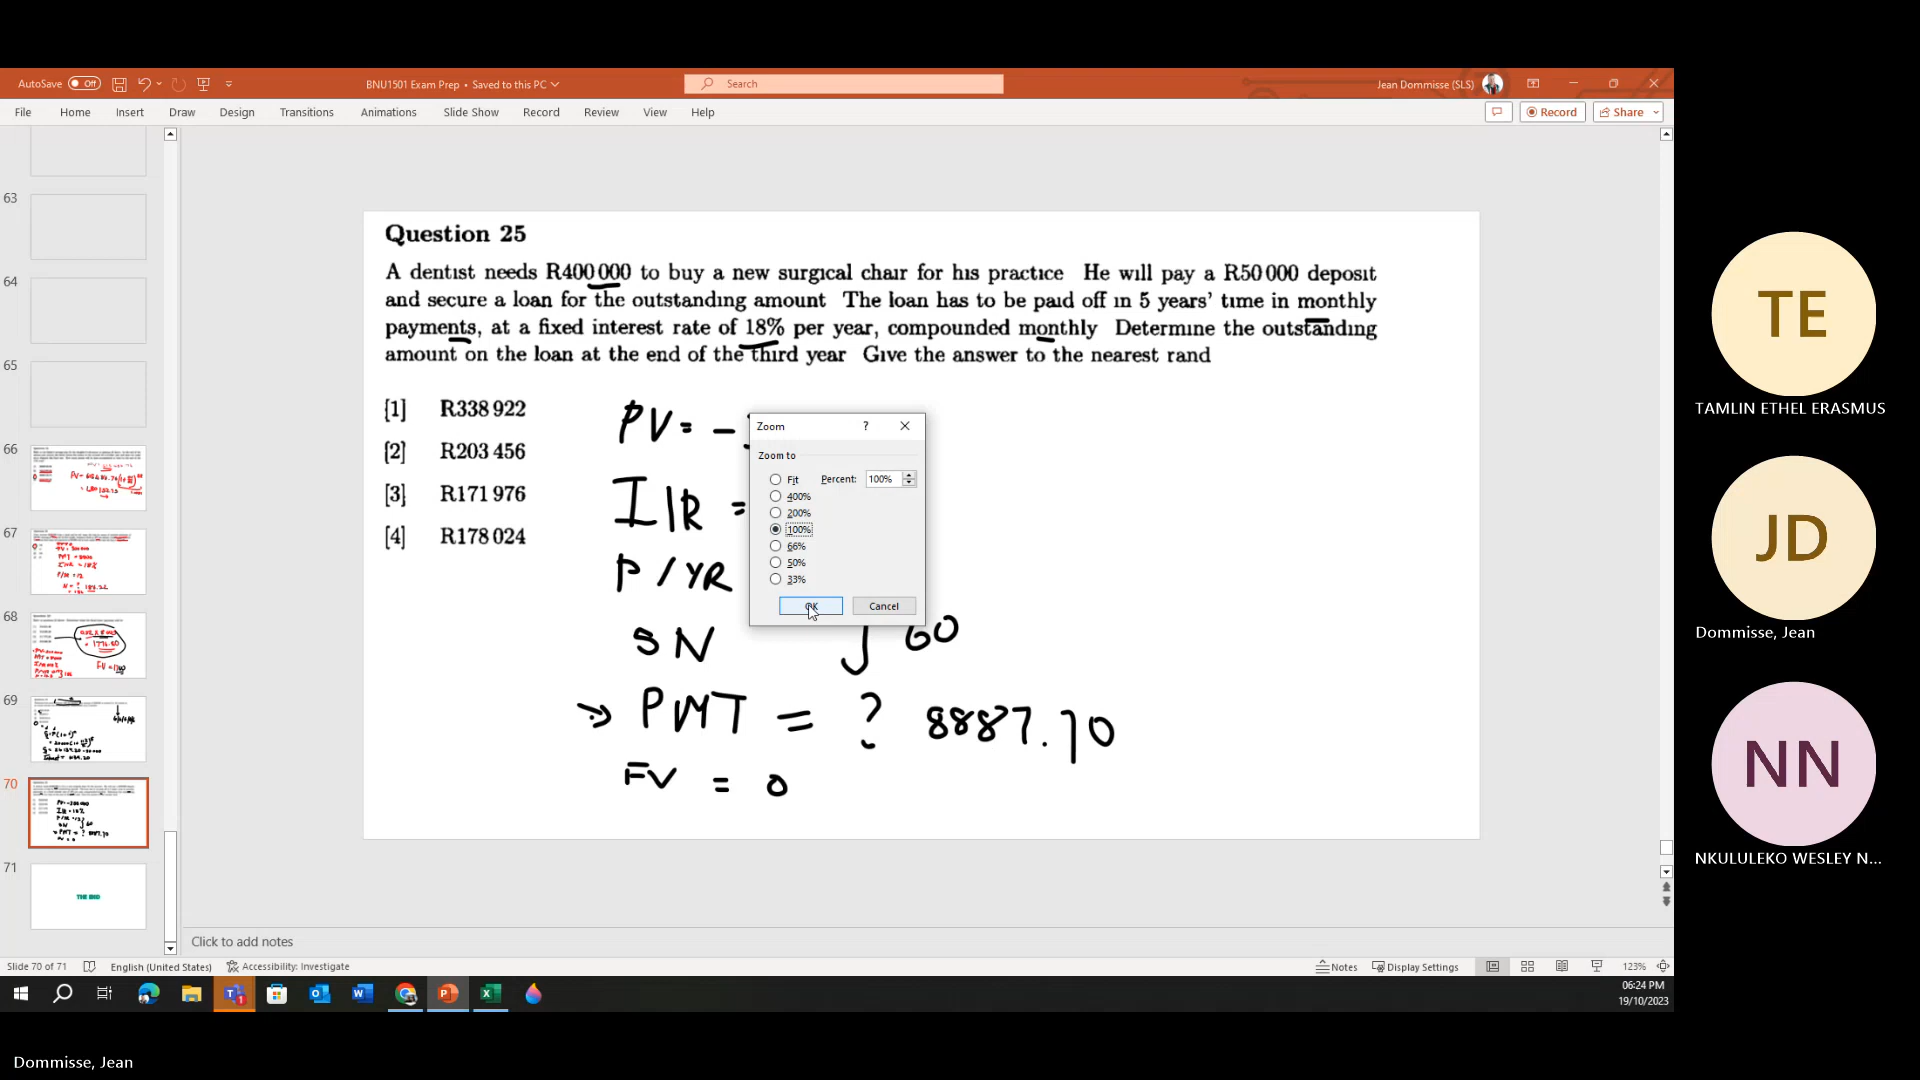 AutoSave Off
BNU1501 Exam Prep • Saved to this PC
Search
Jean Dommisse (SLS)
File Home Insert Draw Design Transitions Animations Slide Show Record Review View Help
Record
Share
63
64
65
66
67
68
69
70
71
THE END
Question 25
A dentist needs R400 000 to buy a new surgical chair for his practice He will pay a R50 000 deposit
and secure a loan for the outstanding amount The loan has to be paid off in 5 years' time in monthly
payments, at a fixed interest rate of 18% per year, compounded monthly Determine the outstanding
amount on the loan at the end of the third year Give the answer to the nearest rand
[1] R338 922
[2] R203 456
[3] R171 976
[4] R178 024
PV = -
I/R =
P/YR
SN 60
→ PMT = ? 8887.70
FV = 0
Zoom ?
Zoom to
Fit Percent: 100%
400%
200%
100%
66%
50%
33%
OK Cancel
Click to add notes
Slide 70 of 71 English (United States) Accessibility: Investigate
Notes Display Settings 123%
06:24 PM
19/10/2023
TE
TAMLIN ETHEL ERASMUS
JD
Dommisse, Jean
NN
NKULULEKO WESLEY N...
Dommisse, Jean